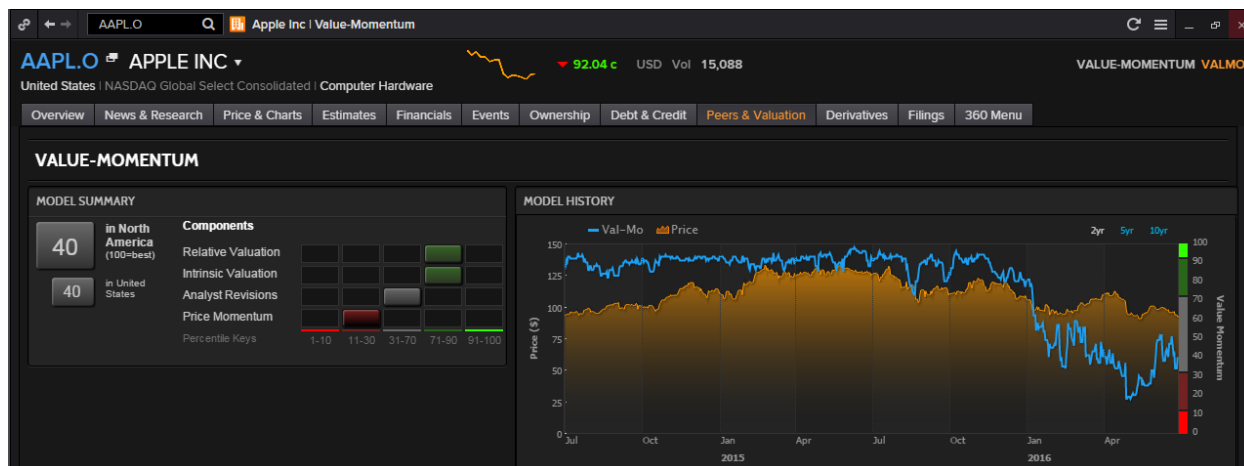 AAPL.O Apple Inc | Value-Momentum
AAPL.O APPLE INC 92.04 c USD Vol 15,088 VALUE-MOMENTUM VALMO
United States | NASDAQ Global Select Consolidated | Computer Hardware
Overview News & Research Price & Charts Estimates Financials Events Ownership Debt & Credit Peers & Valuation Derivatives Filings 360 Menu
VALUE-MOMENTUM
MODEL SUMMARY
40 in North America (100=best)
40 in United States
Components
Relative Valuation
Intrinsic Valuation
Analyst Revisions
Price Momentum
Percentile Keys 1-10 11-30 31-70 71-90 91-100
MODEL HISTORY
Val-Mo Price 2yr 5yr 10yr
Price ($)
150
125
100
75
50
25
0
100
90
80
70
60
50
40
30
20
10
0
Value Momentum
Jul Oct Jan Apr Jul Oct Jan Apr
2015 2016